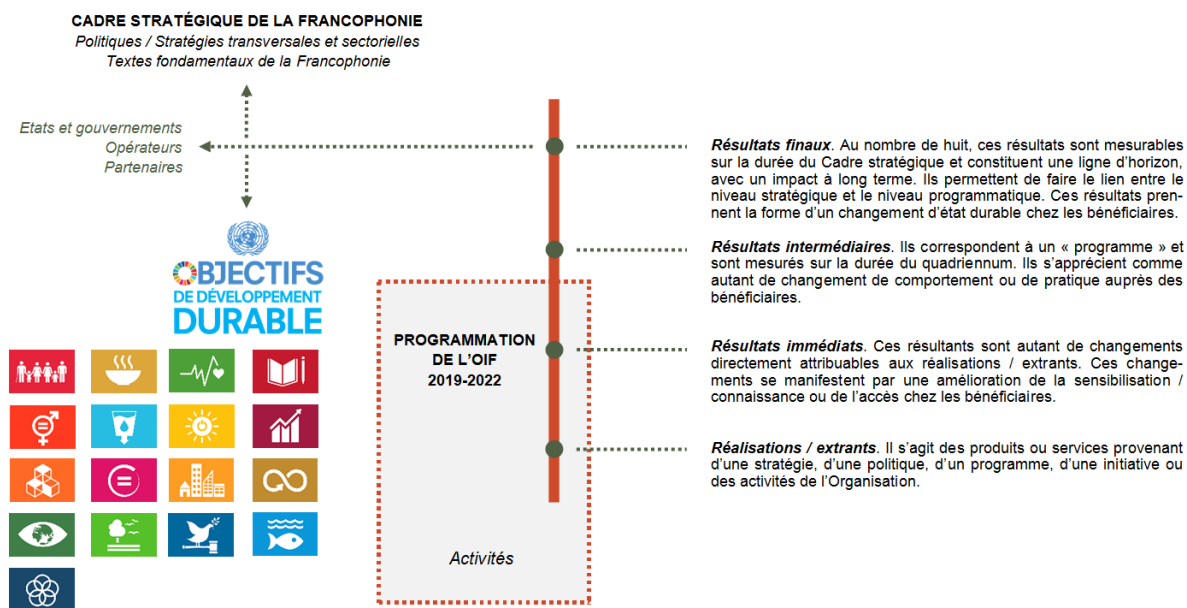 CADRE STRATÉGIQUE DE LA FRANCOPHONIE
Politiques / Stratégies transversales et sectorielles
Textes fondamentaux de la Francophonie
Etats et gouvernements
Opérateurs
Partenaires
OBJECTIFS
DE DÉVELOPPEMENT
DURABLE
PROGRAMMATION
DE L'OIF
2019-2022
Activités
Résultats finaux. Au nombre de huit, ces résultats sont mesurables
sur la durée du Cadre stratégique et constituent une ligne d'horizon,
avec un impact à long terme. Ils permettent de faire le lien entre le
niveau stratégique et le niveau programmatique. Ces résultats pren-
nent la forme d'un changement d'état durable chez les bénéficiaires.
Résultats intermédiaires. Ils correspondent à un « programme » et
sont mesurés sur la durée du quadriennum. Ils s'apprécient comme
autant de changement de comportement ou de pratique auprès des
bénéficiaires.
Résultats immédiats. Ces résultants sont autant de changements
directement attribuables aux réalisations / extrants. Ces change-
ments se manifestent par une amélioration de la sensibilisation /
connaissance ou de l'accès chez les bénéficiaires.
Réalisations / extrants. Il s'agit des produits ou services provenant
d'une stratégie, d'une politique, d'un programme, d'une initiative ou
des activités de l'Organisation.